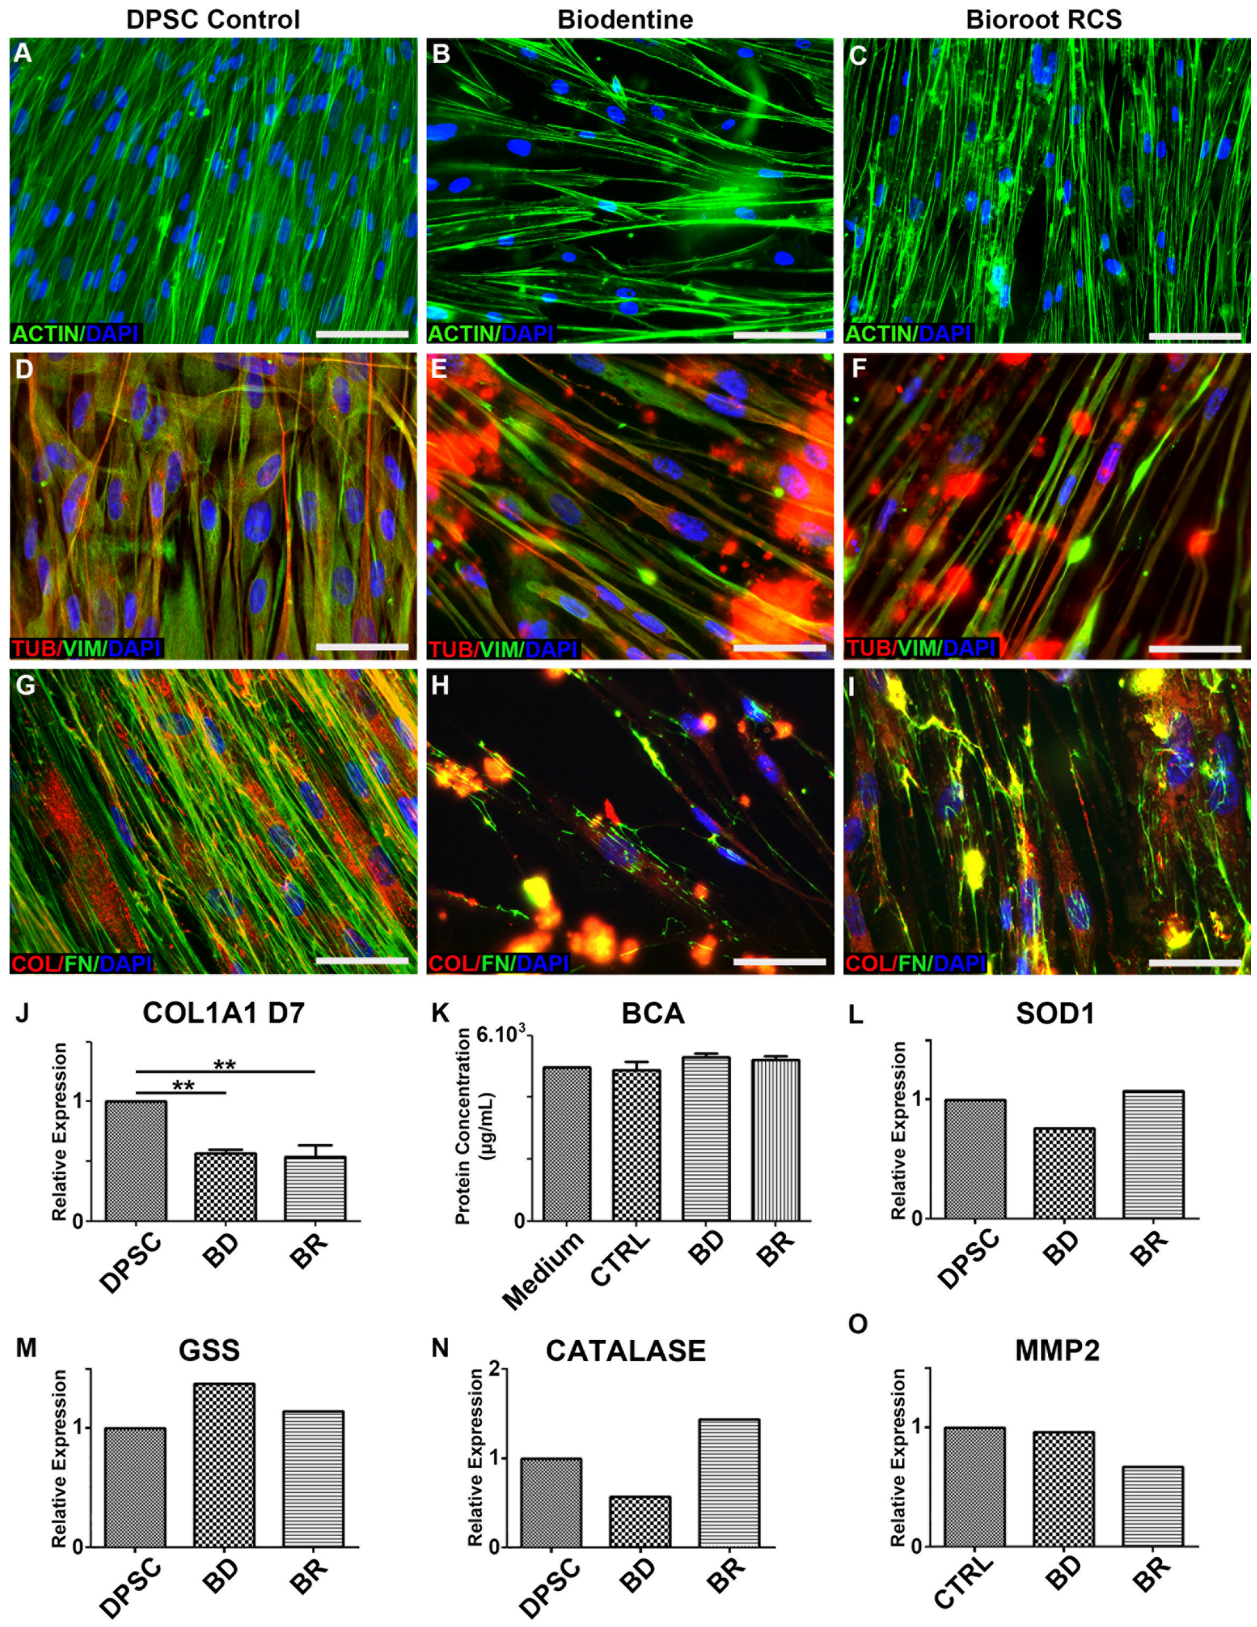 DPSC Control Biodentine Bioroot RCS
A B C
ACTIN/DAPI ACTIN/DAPI ACTIN/DAPI
D E F
TUB/VIM/DAPI TUB/VIM/DAPI TUB/VIM/DAPI
G H I
COL/FN/DAPI COL/FN/DAPI COL/FN/DAPI
J COL1A1 D7
Relative Expression
1
0
** **
DPSC BD BR
K BCA
Protein Concentration
(µg/mL)
6.10³
0
Medium CTRL BD BR
L SOD1
Relative Expression
1
0
DPSC BD BR
M GSS
Relative Expression
1
0
DPSC BD BR
N CATALASE
Relative Expression
2
1
0
DPSC BD BR
O MMP2
Relative Expression
1
0
CTRL BD BR